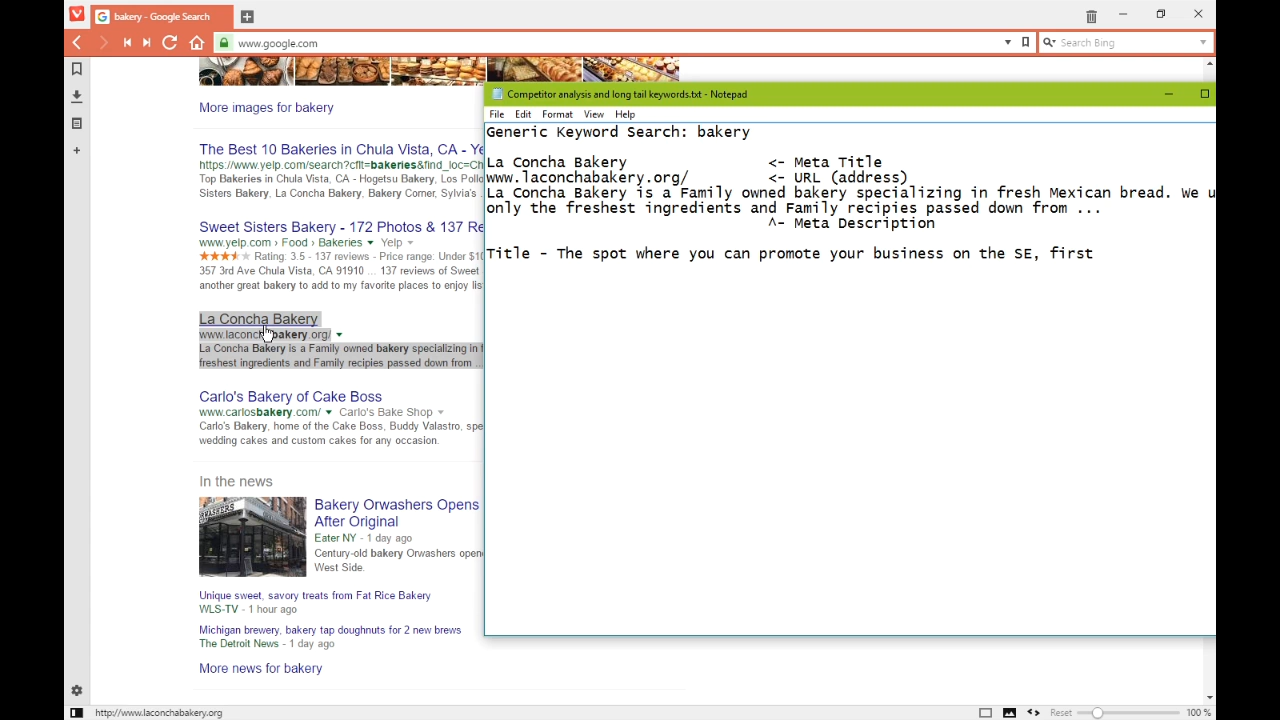 bakery - Google Search
www.google.com
Search Bing
More images for bakery
The Best 10 Bakeries in Chula Vista, CA - Ye
https://www.yelp.com/search?cflt=bakeries&find_loc=Ch
Top Bakeries in Chula Vista, CA - Hogetsu Bakery, Los Pollo
Sisters Bakery, La Concha Bakery, Bakery Corner, Sylvia's
Sweet Sisters Bakery - 172 Photos & 137 Re
www.yelp.com › Food › Bakeries ▼ Yelp ▼
Rating: 3.5 - 137 reviews - Price range: Under $10
357 3rd Ave Chula Vista, CA 91910 ... 137 reviews of Sweet
another great bakery to add to my favorite places to enjoy lis
La Concha Bakery
www.laconchabakery.org/
La Concha Bakery is a Family owned bakery specializing in f
freshest ingredients and Family recipies passed down from ...
Carlo's Bakery of Cake Boss
www.carlosbakery.com/ ▼ Carlo's Bake Shop ▼
Carlo's Bakery, home of the Cake Boss, Buddy Valastro, spe
wedding cakes and custom cakes for any occasion.
In the news
Bakery Orwashers Opens
After Original
Eater NY - 1 day ago
Century-old bakery Orwashers opene
West Side.
Unique sweet, savory treats from Fat Rice Bakery
WLS-TV - 1 hour ago
Michigan brewery, bakery tap doughnuts for 2 new brews
The Detroit News - 1 day ago
More news for bakery
Competitor analysis and long tail keywords.txt - Notepad
File Edit Format View Help
Generic Keyword Search: bakery
La Concha Bakery <- Meta Title
www.laconchabakery.org/ <- URL (address)
La Concha Bakery is a Family owned bakery specializing in fresh Mexican bread. We u
only the freshest ingredients and Family recipies passed down from ...
^- Meta Description
Title - The spot where you can promote your business on the SE, first
http://www.laconchabakery.org
Reset
100 %